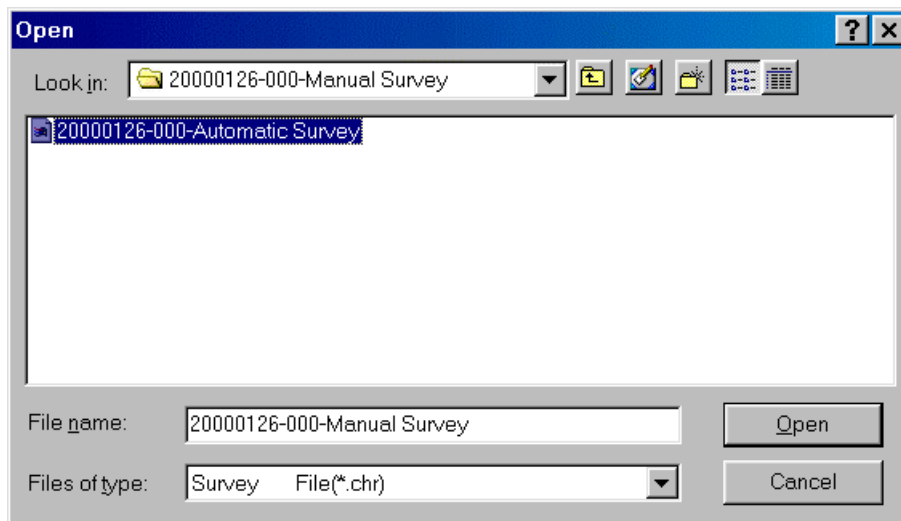 Open
Look in: 20000126-000-Manual Survey
20000126-000-Automatic Survey
File name: 20000126-000-Manual Survey Open
Files of type: Survey File(*.chr) Cancel